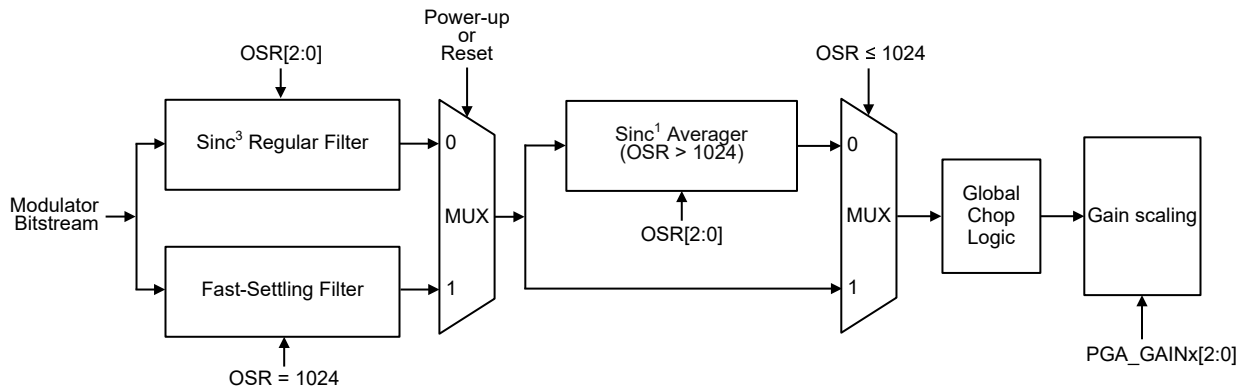 Power-up
or
Reset
OSR[2:0]
OSR ≤ 1024
Sinc³ Regular Filter
0
Sinc¹ Averager
(OSR > 1024)
0
Modulator
Bitstream
MUX
OSR[2:0]
MUX
Global
Chop
Logic
Gain scaling
Fast-Settling Filter
1
1
OSR = 1024
PGA_GAINx[2:0]